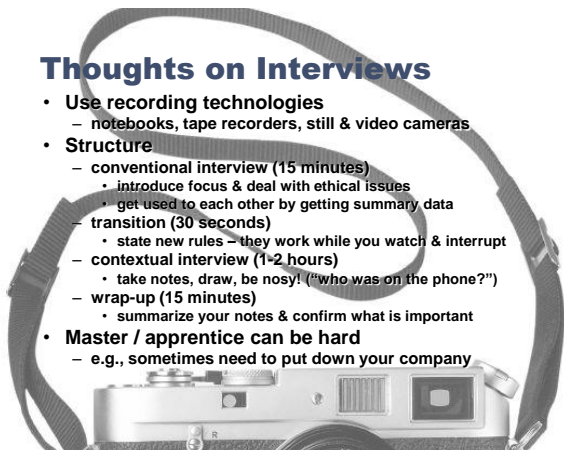 Thoughts on Interviews
• Use recording technologies
– notebooks, tape recorders, still & video cameras
• Structure
– conventional interview (15 minutes)
• introduce focus & deal with ethical issues
• get used to each other by getting summary data
– transition (30 seconds)
• state new rules – they work while you watch & interrupt
– contextual interview (1-2 hours)
• take notes, draw, be nosy! (“who was on the phone?”)
– wrap-up (15 minutes)
• summarize your notes & confirm what is important
• Master / apprentice can be hard
– e.g., sometimes need to put down your company
R